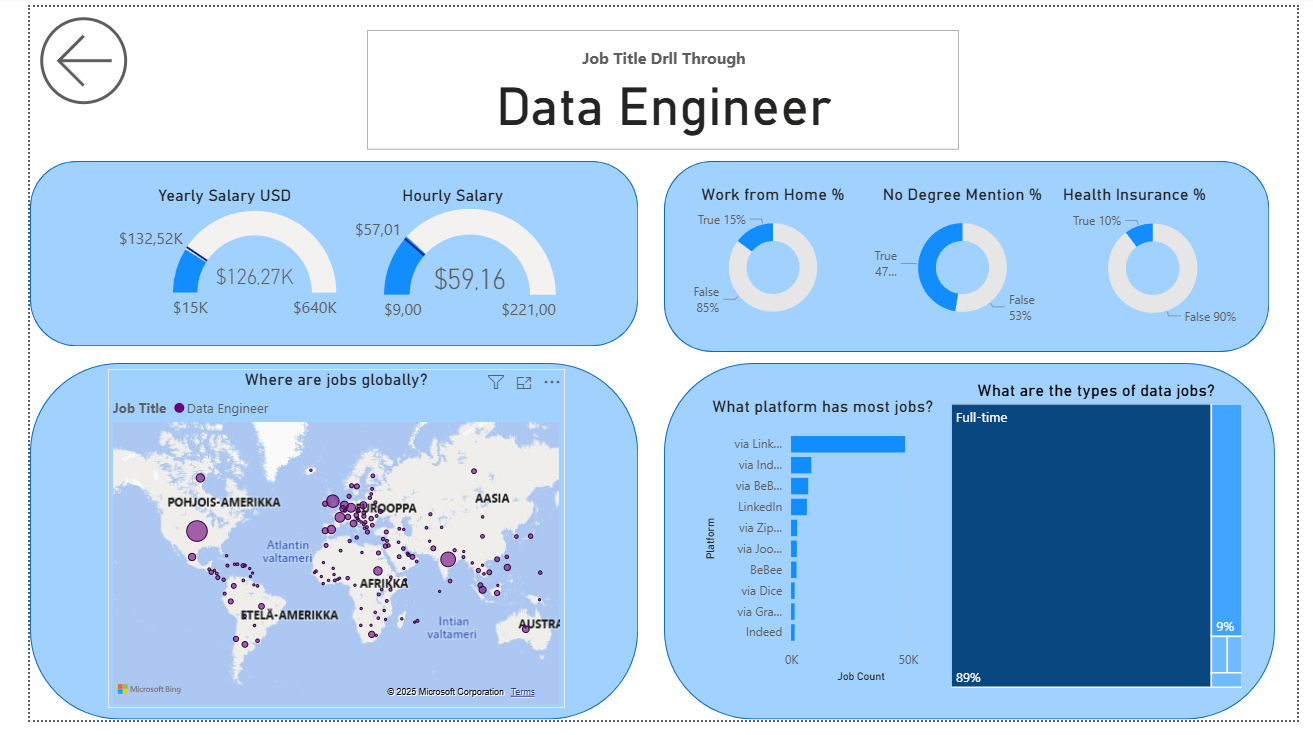 Job Title Drll Through
Data Engineer
Yearly Salary USD
$132,52K
$126,27K
$15K
$640K
Hourly Salary
$57,01
$59,16
$9,00
$221,00
Work from Home %
True 15%
False
85%
No Degree Mention %
True
47...
False
53%
Health Insurance %
True 10%
False 90%
Where are jobs globally?
Job Title
Data Engineer
POHJOIS-AMERIKKA
EUROOPPA
AASIA
Atlantin
valtameri
AFRIKKA
ETELÄ-AMERIKKA
Intian
valtameri
AUSTRA
Microsoft Bing
© 2025 Microsoft Corporation
Terms
What platform has most jobs?
Platform
via Link...
via Ind...
via BeB...
LinkedIn
via Zip...
via Joo...
BeBee
via Dice
via Gra...
Indeed
0K
50K
Job Count
What are the types of data jobs?
Full-time
89%
9%